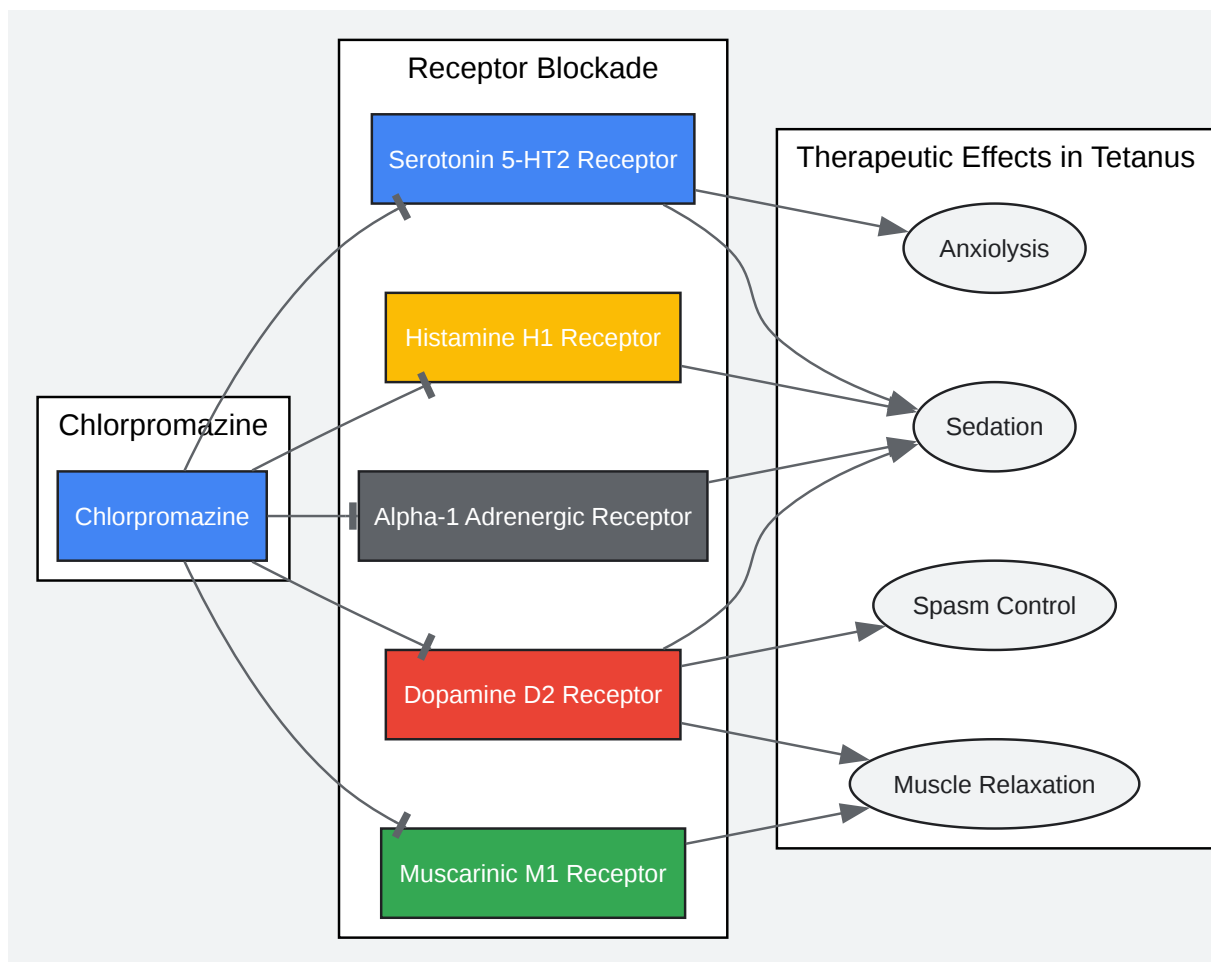 Receptor Blockade
Serotonin 5-HT2 Receptor
Therapeutic Effects in Tetanus
Anxiolysis
Histamine H1 Receptor
Chlorpromazine
Sedation
Chlorpromazine
Alpha-1 Adrenergic Receptor
Spasm Control
Dopamine D2 Receptor
Muscle Relaxation
Muscarinic M1 Receptor